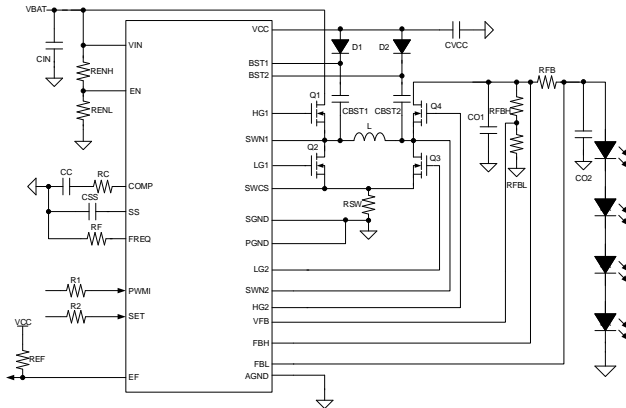 VBAT
CIN
VIN
RENH
EN
RENL
CC
RC
COMP
CSS
SS
RF
FREQ
R1
PWMI
R2
SET
VCC
REF
EF
VCC
BST1
BST2
HG1
SWN1
LG1
SWCS
SGND
PGND
LG2
SWN2
HG2
VFB
FBH
FBL
AGND
D1
D2
CVCC
Q1
CBST1
CBST2
Q4
L
Q2
Q3
RSW
CO1
RFBH
RFBL
RFB
CO2